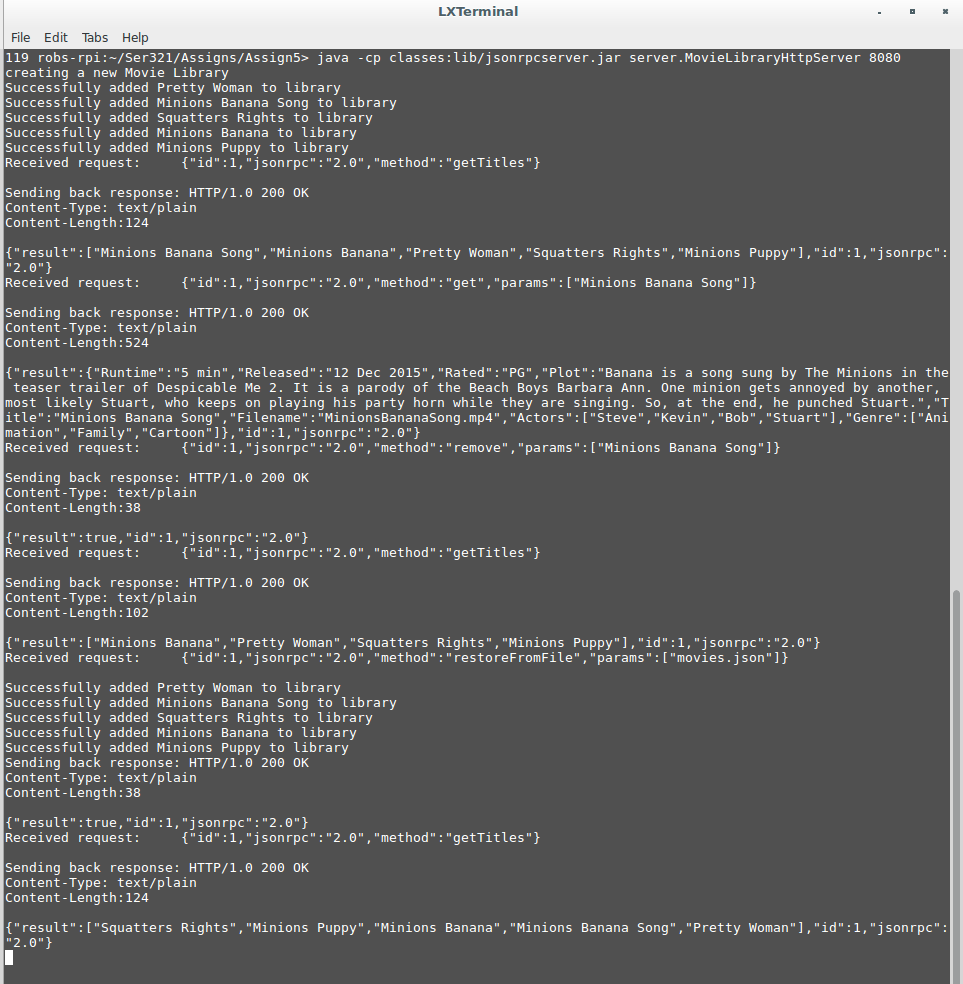 LXTerminal
File Edit Tabs Help
119 robs-rpi:~/Ser321/Assigns/Assign5> java -cp classes:lib/jsonrpcserver.jar server.MovieLibraryHttpServer 8080
creating a new Movie Library
Successfully added Pretty Woman to library
Successfully added Minions Banana Song to library
Successfully added Squatters Rights to library
Successfully added Minions Banana to library
Successfully added Minions Puppy to library
Received request:     {"id":1,"jsonrpc":"2.0","method":"getTitles"}
Sending back response: HTTP/1.0 200 OK
Content-Type: text/plain
Content-Length:124
{"result":["Minions Banana Song","Minions Banana","Pretty Woman","Squatters Rights","Minions Puppy"],"id":1,"jsonrpc":
"2.0"}
Received request:     {"id":1,"jsonrpc":"2.0","method":"get","params":["Minions Banana Song"]}
Sending back response: HTTP/1.0 200 OK
Content-Type: text/plain
Content-Length:524
{"result":{"Runtime":"5 min","Released":"12 Dec 2015","Rated":"PG","Plot":"Banana is a song sung by The Minions in the
 teaser trailer of Despicable Me 2. It is a parody of the Beach Boys Barbara Ann. One minion gets annoyed by another,
most likely Stuart, who keeps on playing his party horn while they are singing. So, at the end, he punched Stuart.","T
itle":"Minions Banana Song","Filename":"MinionsBananaSong.mp4","Actors":["Steve","Kevin","Bob","Stuart"],"Genre":["Ani
mation","Family","Cartoon"]},"id":1,"jsonrpc":"2.0"}
Received request:     {"id":1,"jsonrpc":"2.0","method":"remove","params":["Minions Banana Song"]}
Sending back response: HTTP/1.0 200 OK
Content-Type: text/plain
Content-Length:38
{"result":true,"id":1,"jsonrpc":"2.0"}
Received request:     {"id":1,"jsonrpc":"2.0","method":"getTitles"}
Sending back response: HTTP/1.0 200 OK
Content-Type: text/plain
Content-Length:102
{"result":["Minions Banana","Pretty Woman","Squatters Rights","Minions Puppy"],"id":1,"jsonrpc":"2.0"}
Received request:     {"id":1,"jsonrpc":"2.0","method":"restoreFromFile","params":["movies.json"]}
Successfully added Pretty Woman to library
Successfully added Minions Banana Song to library
Successfully added Squatters Rights to library
Successfully added Minions Banana to library
Successfully added Minions Puppy to library
Sending back response: HTTP/1.0 200 OK
Content-Type: text/plain
Content-Length:38
{"result":true,"id":1,"jsonrpc":"2.0"}
Received request:     {"id":1,"jsonrpc":"2.0","method":"getTitles"}
Sending back response: HTTP/1.0 200 OK
Content-Type: text/plain
Content-Length:124
{"result":["Squatters Rights","Minions Puppy","Minions Banana","Minions Banana Song","Pretty Woman"],"id":1,"jsonrpc":
"2.0"}